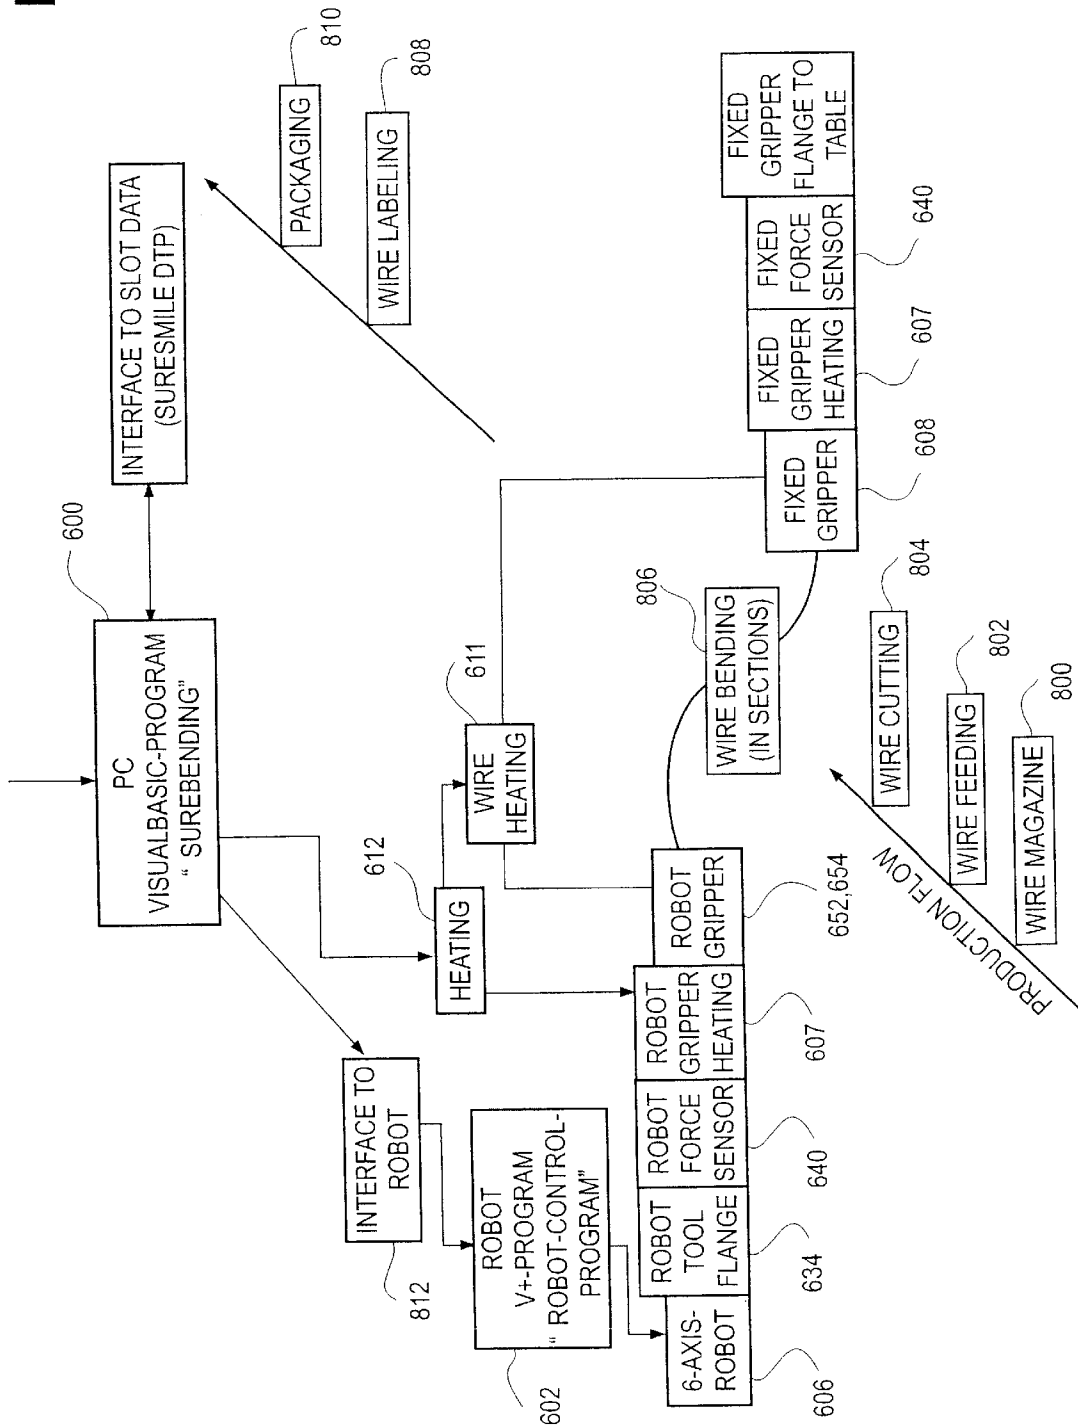 PC
VISUALBASIC-PROGRAM
“ SUREBENDING”
600
INTERFACE TO SLOT DATA
(SURESMILE DTP)
INTERFACE TO
ROBOT
812
HEATING
612
WIRE
HEATING
611
PACKAGING
810
WIRE LABELING
808
ROBOT
V+-PROGRAM
“ ROBOT-CONTROL-
PROGRAM”
602
6-AXIS-
ROBOT
606
ROBOT
TOOL
FLANGE
634
ROBOT
FORCE
SENSOR
640
ROBOT
GRIPPER
HEATING
607
ROBOT
GRIPPER
652,654
WIRE BENDING
(IN SECTIONS)
806
FIXED
GRIPPER
608
FIXED
GRIPPER
HEATING
607
FIXED
FORCE
SENSOR
640
FIXED
GRIPPER
FLANGE TO
TABLE
WIRE CUTTING
804
WIRE FEEDING
802
WIRE MAGAZINE
800
PRODUCTION FLOW